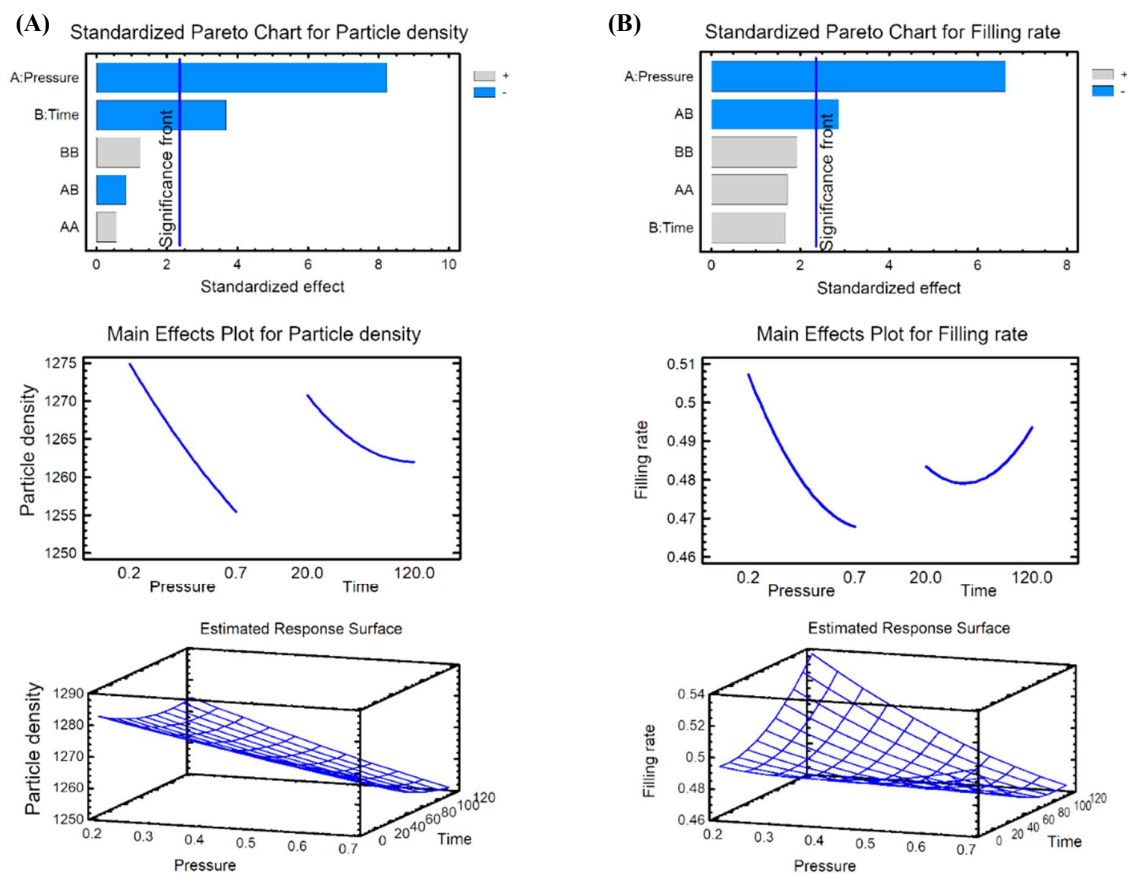 (A)
Standardized Pareto Chart for Particle density
A:Pressure
B:Time
BB
AB
AA
+
-
Significance front
0 2 4 6 8 10
Standardized effect
Main Effects Plot for Particle density
Particle density
1275
1270
1265
1260
1255
1250
0.2 0.7 20.0 120.0
Pressure Time
Estimated Response Surface
Particle density
1290
1280
1270
1260
1250
0.2 0.3 0.4 0.5 0.6 0.7
Pressure
0 20 40 60 80 100 120
Time
(B)
Standardized Pareto Chart for Filling rate
A:Pressure
AB
BB
AA
B:Time
+
-
Significance front
0 2 4 6 8
Standardized effect
Main Effects Plot for Filling rate
Filling rate
0.51
0.5
0.49
0.48
0.47
0.46
0.2 0.7 20.0 120.0
Pressure Time
Estimated Response Surface
Filling rate
0.54
0.53
0.52
0.5
0.48
0.46
0.2 0.3 0.4 0.5 0.6 0.7
Pressure
0 20 40 60 80 100 120
Time